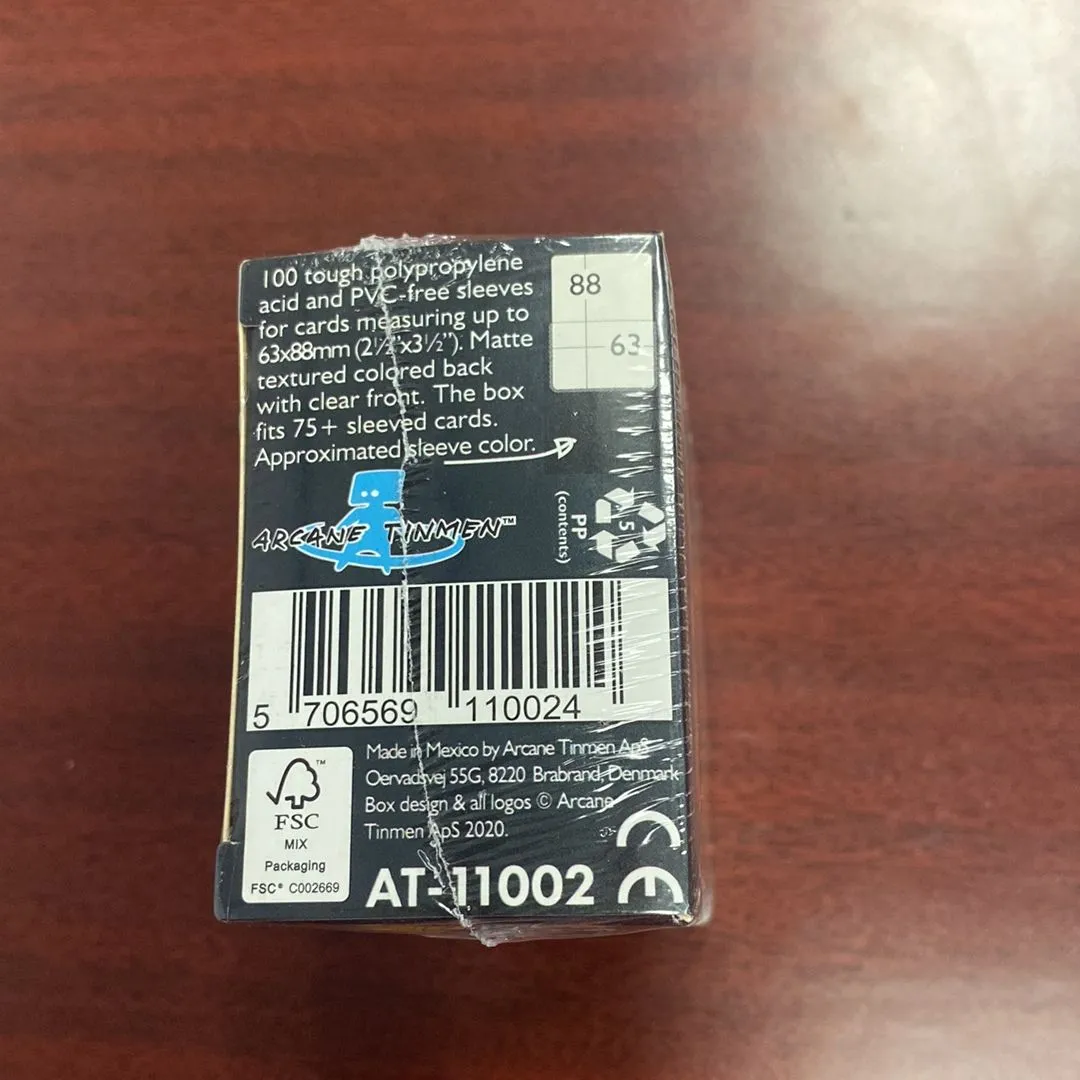 100 tough polypropylene
acid and PVC-free sleeves
for cards measuring up to
63x88mm (2½"x3½"). Matte
textured colored back
with clear front. The box
fits 75+ sleeved cards.
Approximated sleeve color.
88
63
ARCANE TINMEN™
5
PP
(contents)
5 706569 110024
Made in Mexico by Arcane Tinmen ApS
Oervadsvej 55G, 8220 Brabrand, Denmark
Box design & all logos © Arcane
Tinmen ApS 2020.
FSC™
MIX
Packaging
FSC® C002669
AT-11002
CE